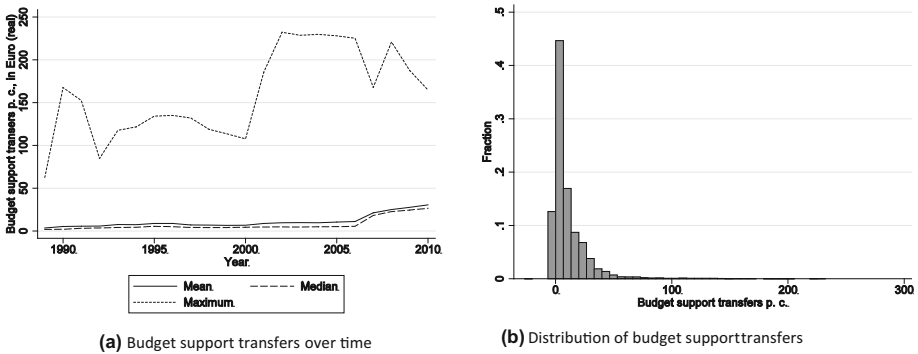 Budget support transers p. c., in Euro (real)
0 50 100 150 200 250
1990. 1995. 2000. 2005. 2010.
Year.
Mean. Median.
Maximum.
(a) Budget support transfers over time
Fraction
0 .1 .2 .3 .4 .5
0. 100. 200. 300.
Budget support transfers p. c..
(b) Distribution of budget supporttransfers